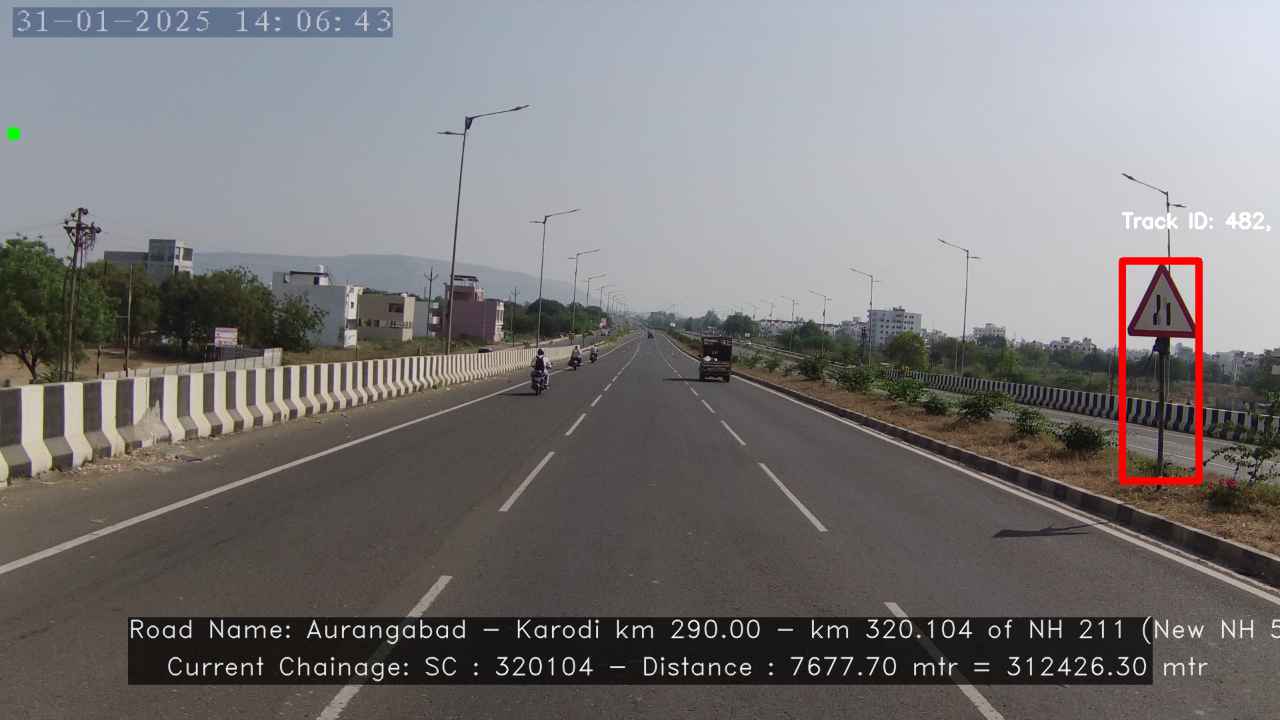 31-01-2025 14:06:43
Track ID: 482,
Road Name: Aurangabad - Karodi km 290.00 - km 320.104 of NH 211 (New NH 5
Current Chainage: SC : 320104 - Distance : 7677.70 mtr = 312426.30 mtr